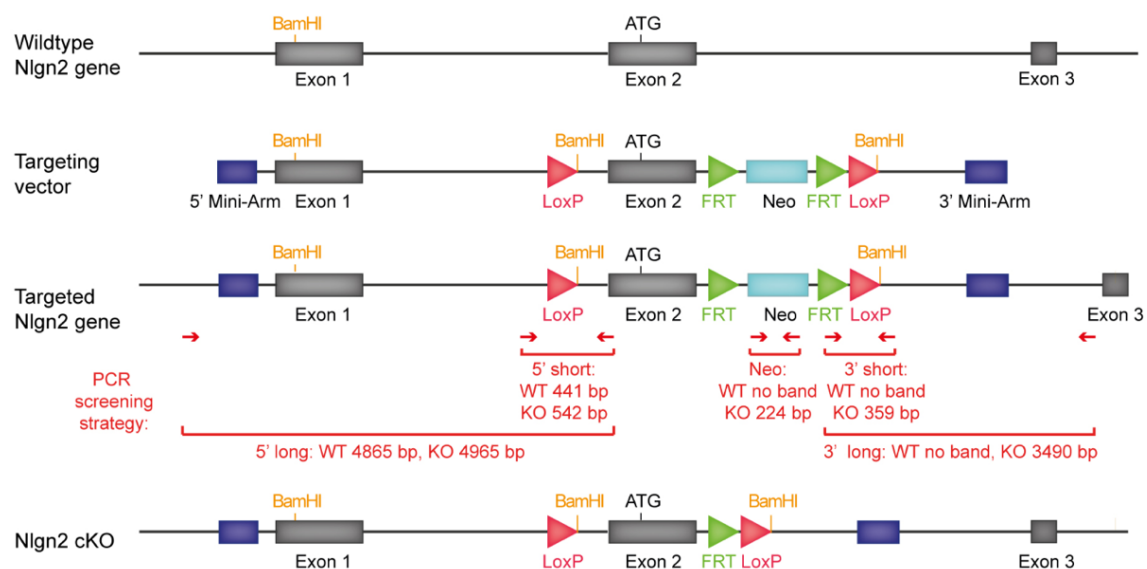 BamHI
ATG
Wildtype
Nlgn2 gene
Exon 1
Exon 2
Exon 3
BamHI
BamHI
ATG
BamHI
Targeting
vector
5' Mini-Arm
Exon 1
LoxP
Exon 2
FRT
Neo
FRT
LoxP
3' Mini-Arm
BamHI
BamHI
ATG
BamHI
Targeted
Nlgn2 gene
Exon 1
LoxP
Exon 2
FRT
Neo
FRT
LoxP
Exon 3
PCR
screening
strategy:
5' short:
WT 441 bp
KO 542 bp
Neo:
WT no band
KO 224 bp
3' short:
WT no band
KO 359 bp
5' long: WT 4865 bp, KO 4965 bp
3' long: WT no band, KO 3490 bp
BamHI
BamHI
ATG
BamHI
Nlgn2 cKO
Exon 1
LoxP
Exon 2
FRT
LoxP
Exon 3